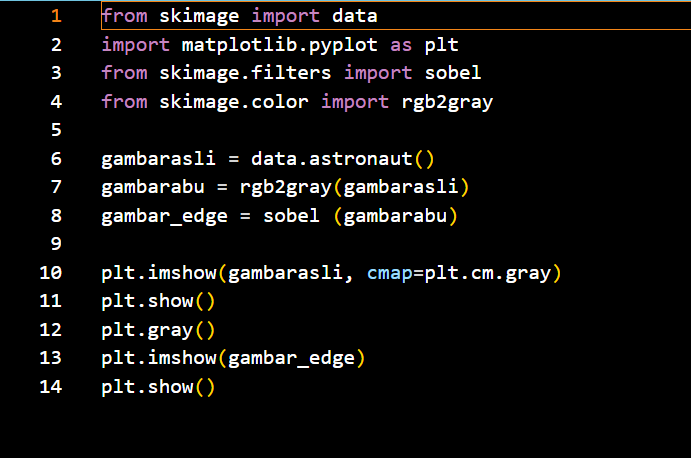 1 from skimage import data
2 import matplotlib.pyplot as plt
3 from skimage.filters import sobel
4 from skimage.color import rgb2gray
5
6 gambarasli = data.astronaut()
7 gambarabu = rgb2gray(gambarasli)
8 gambar_edge = sobel (gambarabu)
9
10 plt.imshow(gambarasli, cmap=plt.cm.gray)
11 plt.show()
12 plt.gray()
13 plt.imshow(gambar_edge)
14 plt.show()